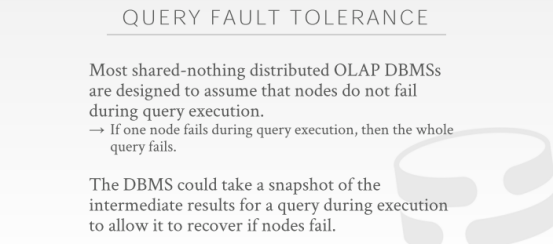 QUERY FAULT TOLERANCE
Most shared-nothing distributed OLAP DBMSs
are designed to assume that nodes do not fail
during query execution.
→ If one node fails during query execution, then the whole
query fails.
The DBMS could take a snapshot of the
intermediate results for a query during execution
to allow it to recover if nodes fail.